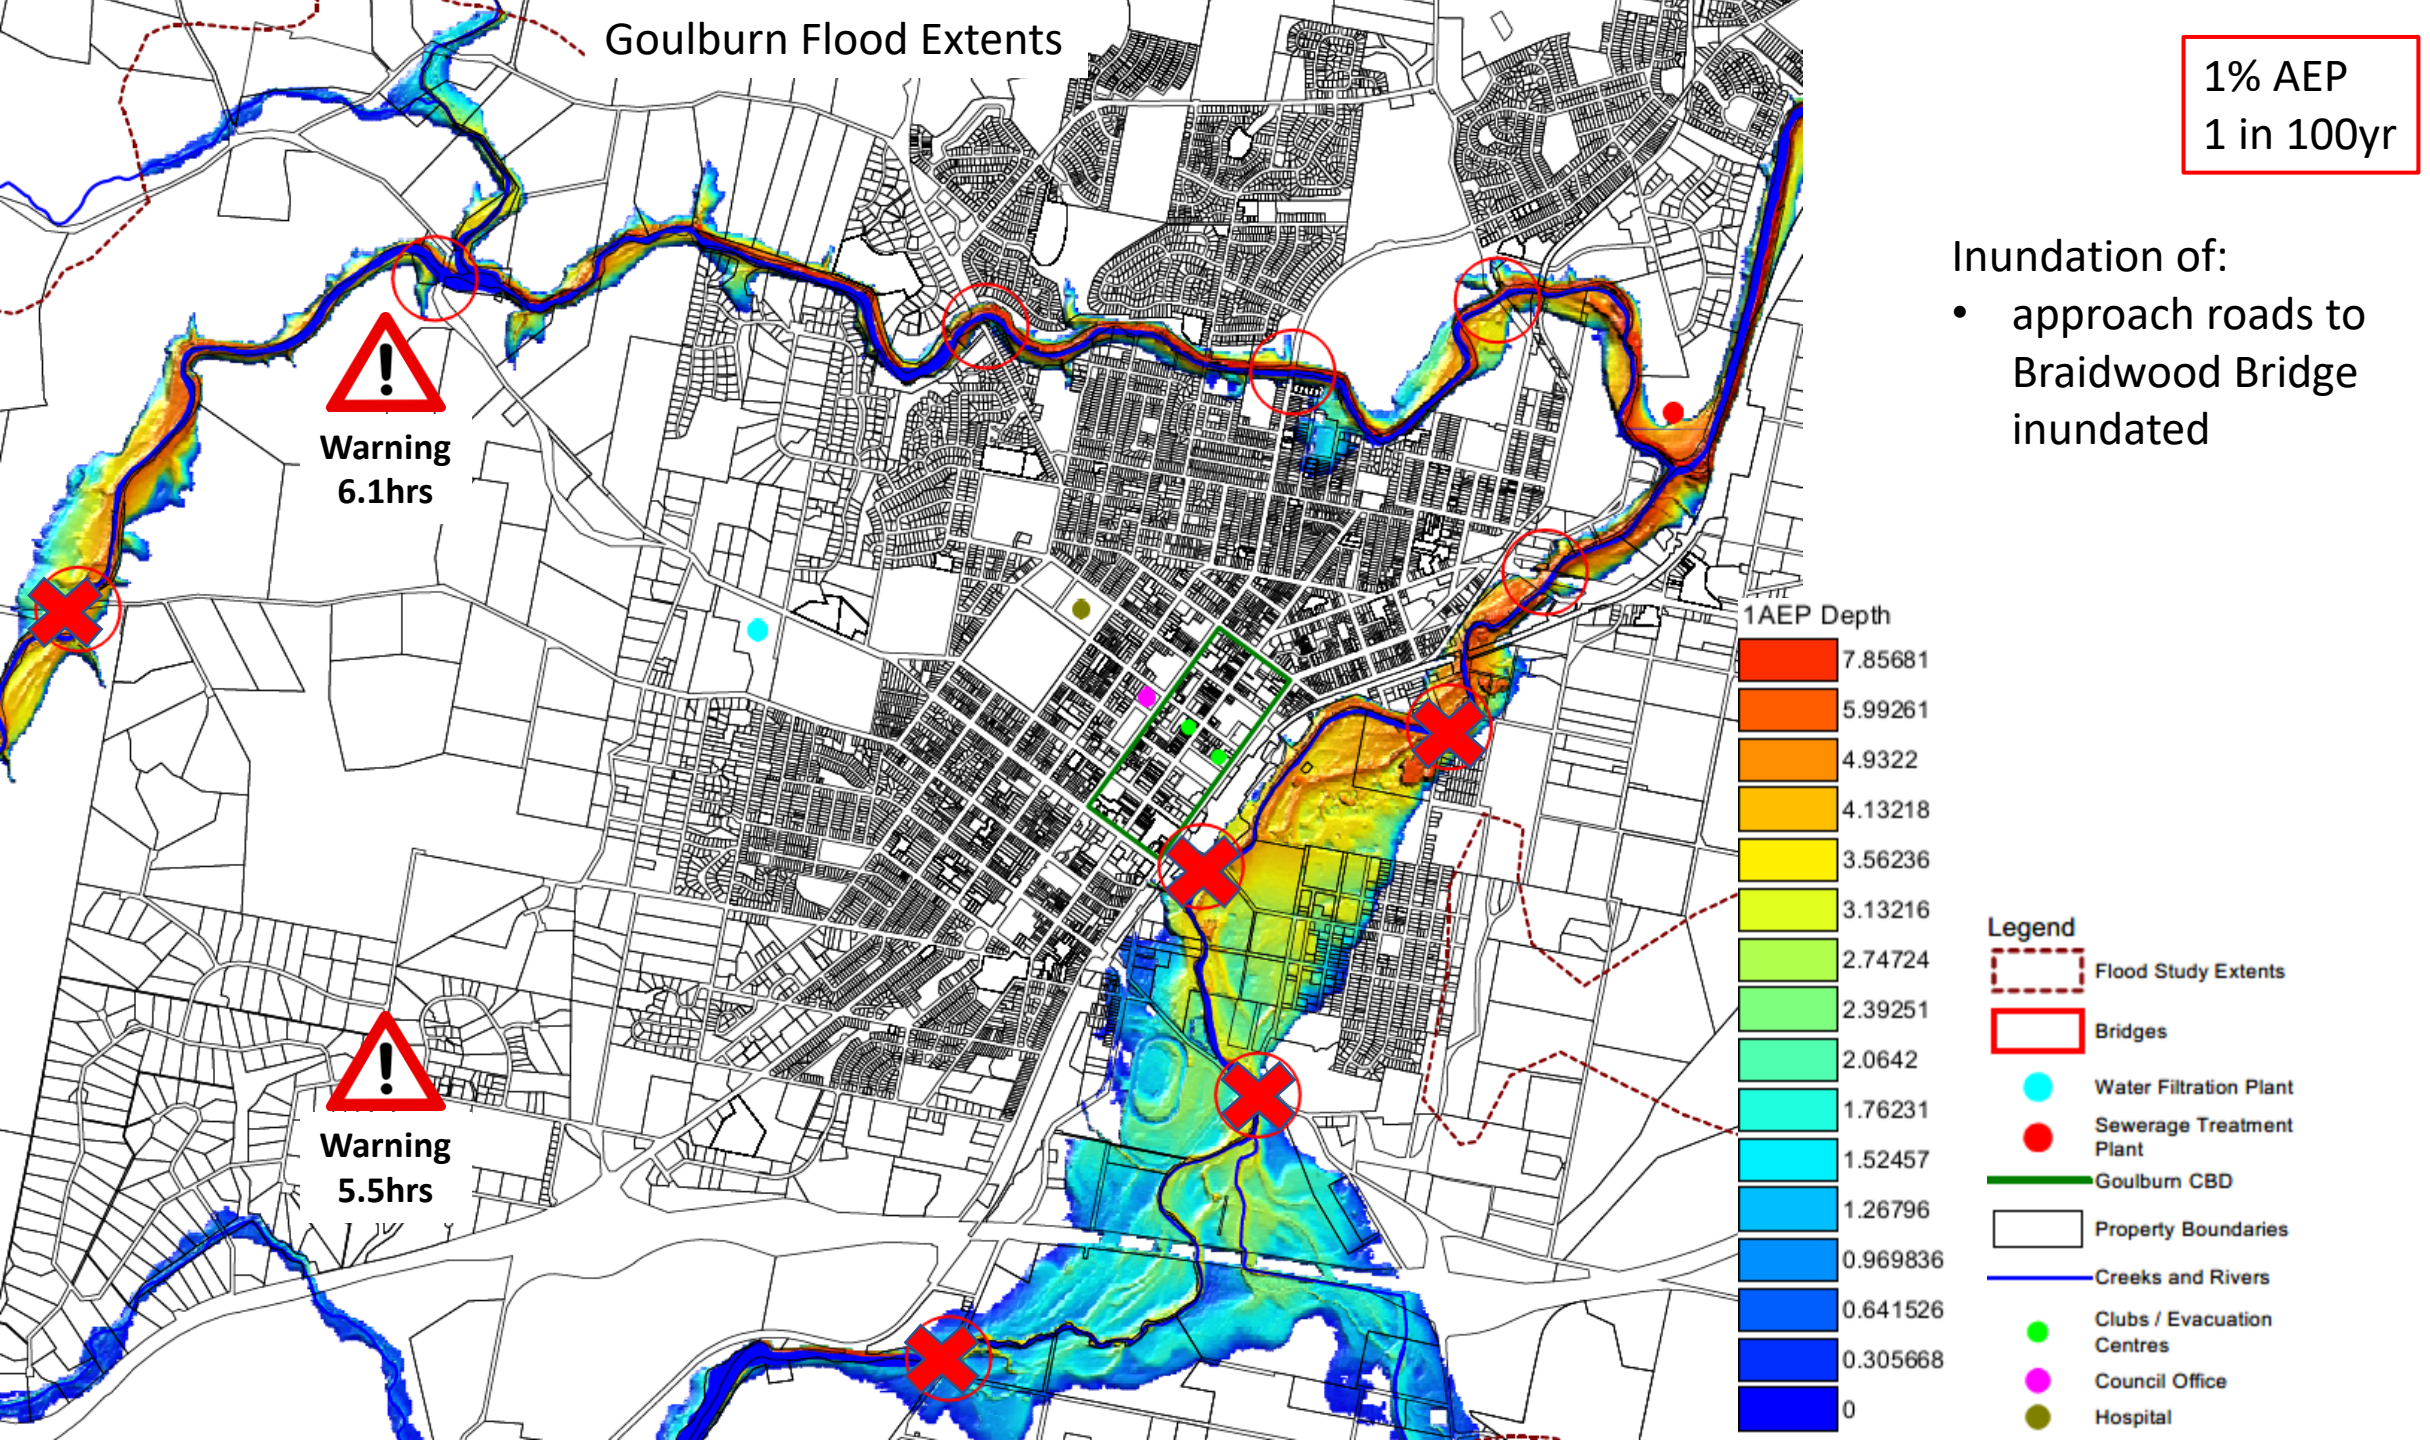 Goulburn Flood Extents
1% AEP
1 in 100yr
Inundation of:
• approach roads to
Braidwood Bridge
inundated
Warning
6.1hrs
Warning
5.5hrs
1AEP Depth
7.85681
5.99261
4.9322
4.13218
3.56236
3.13216
2.74724
2.39251
2.0642
1.76231
1.52457
1.26796
0.969836
0.641526
0.305668
0
Legend
Flood Study Extents
Bridges
Water Filtration Plant
Sewerage Treatment
Plant
Goulburn CBD
Property Boundaries
Creeks and Rivers
Clubs / Evacuation
Centres
Council Office
Hospital